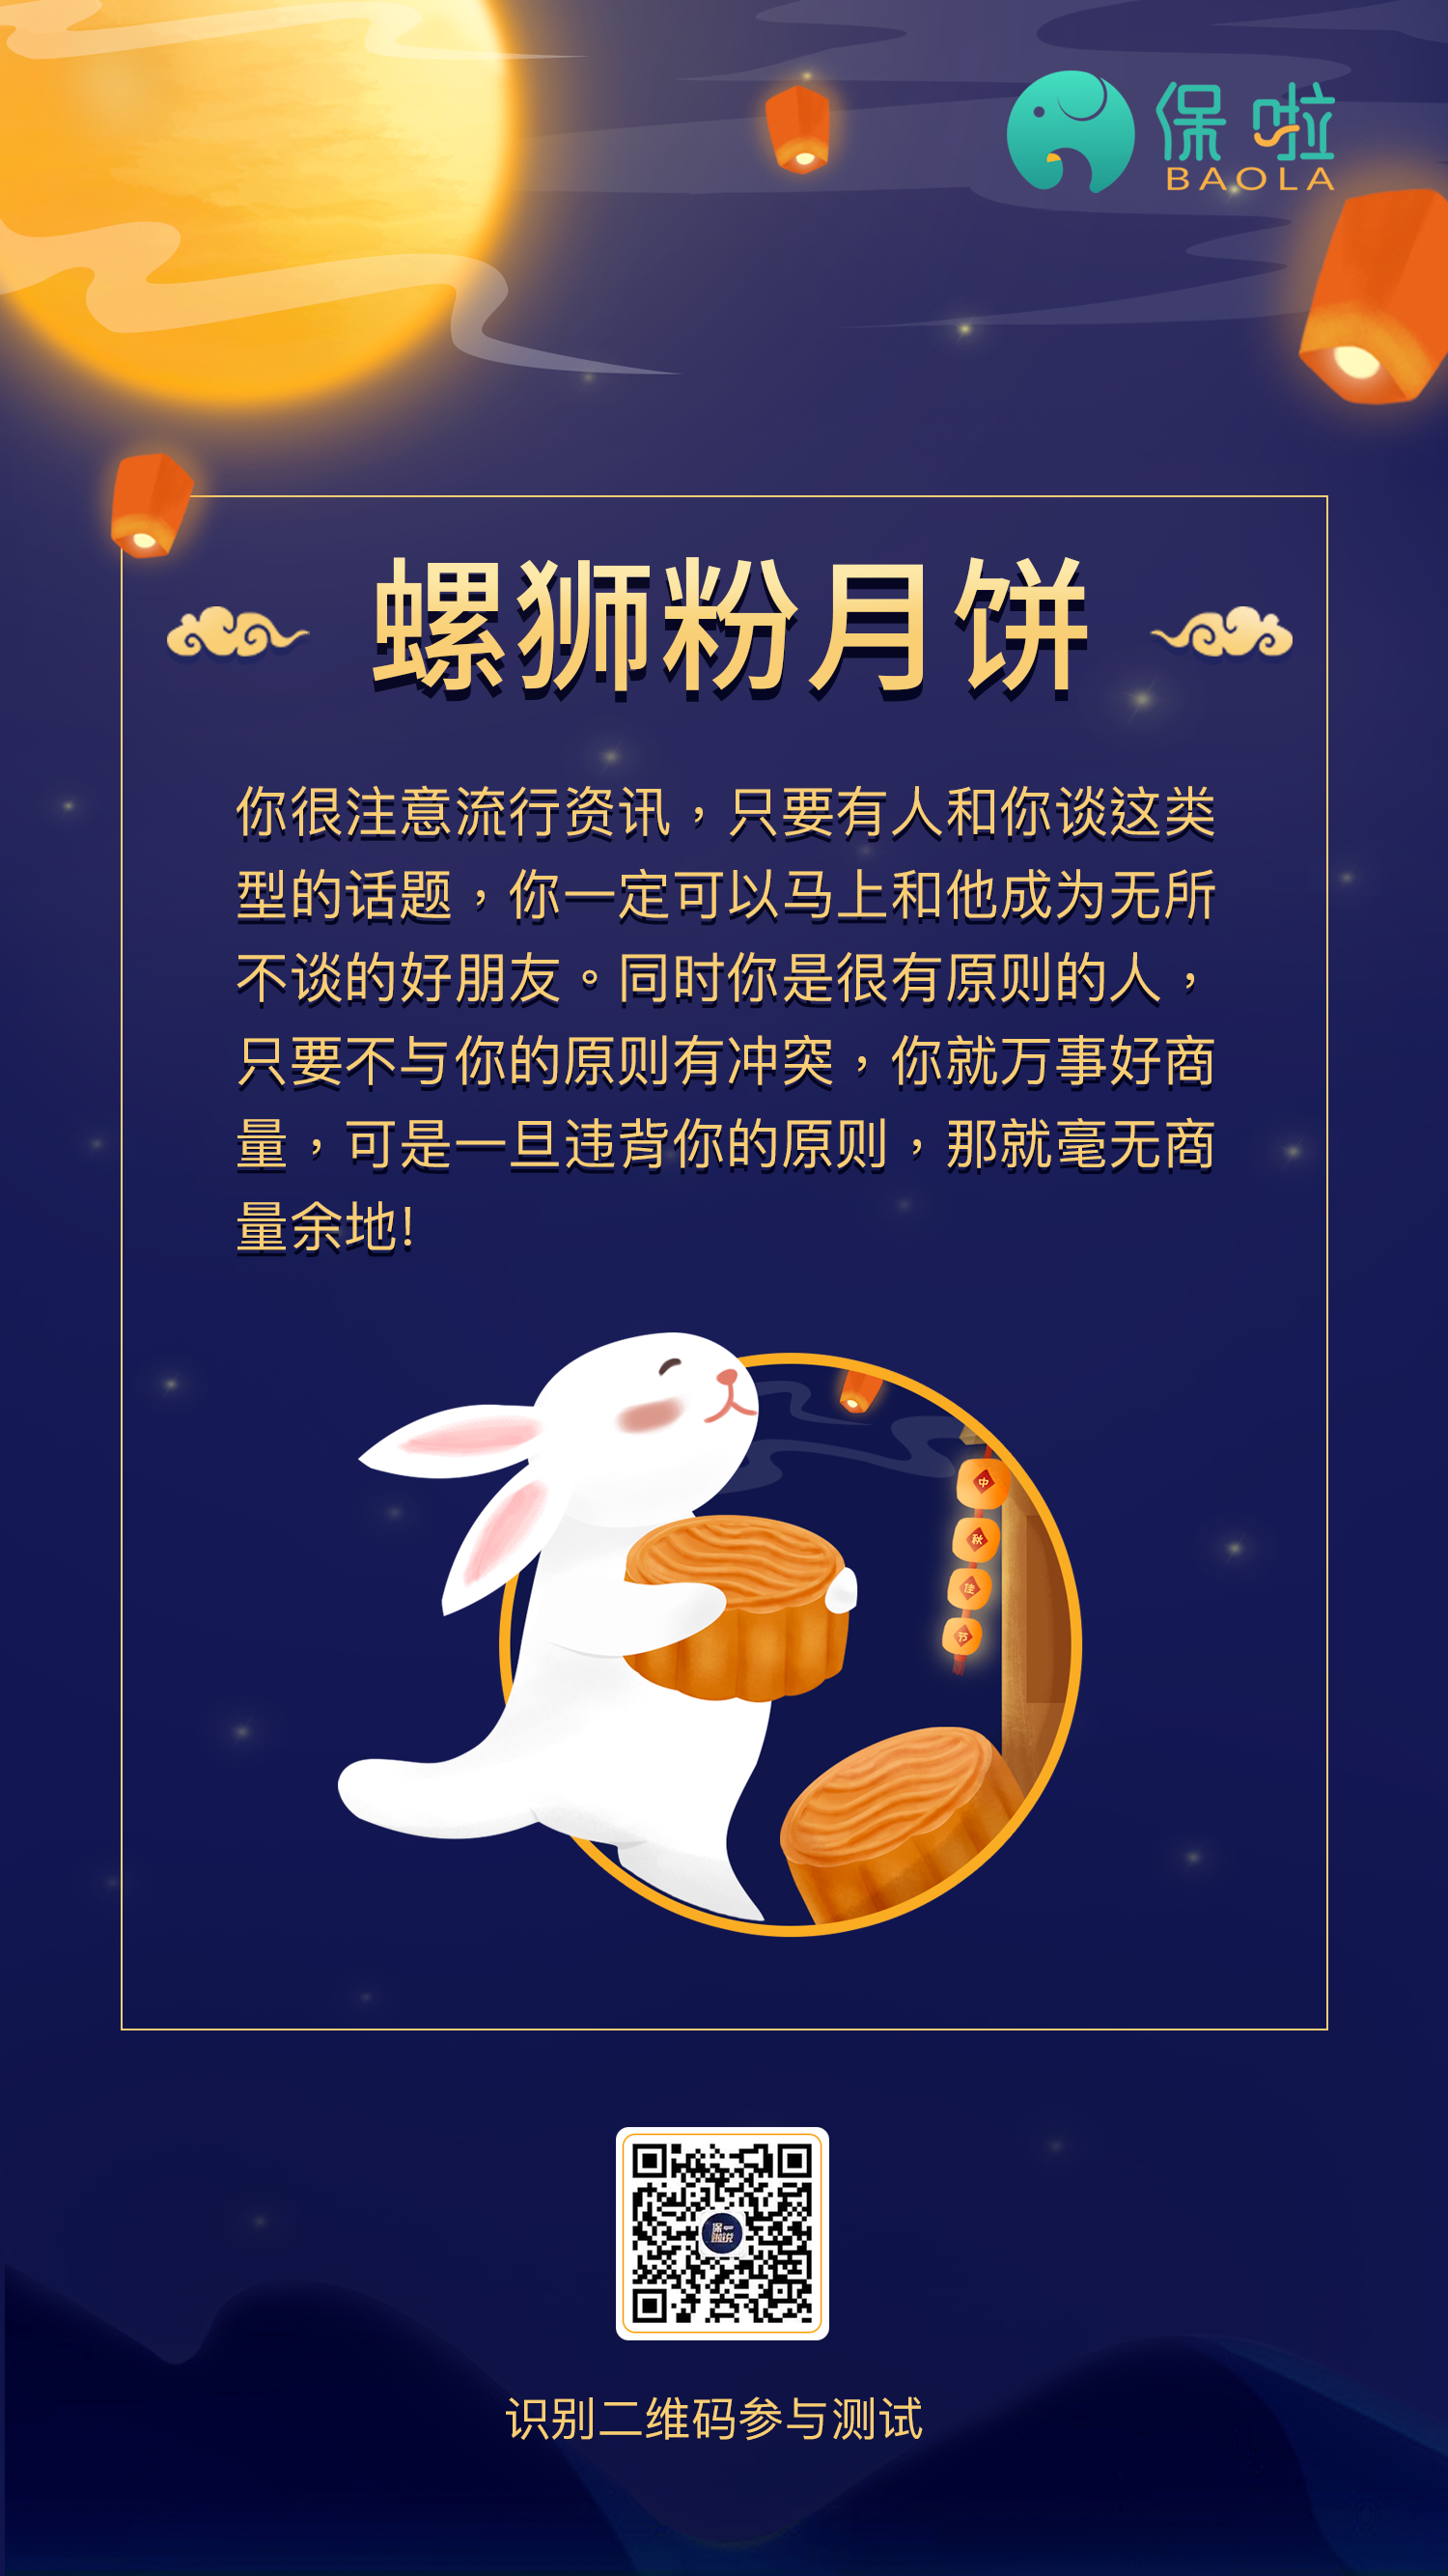 保啦
BAOLA
螺狮粉月饼
你很注意流行资讯，只要有人和你谈这类
型的话题，你一定可以马上和他成为无所
不谈的好朋友。同时你是很有原则的人，
只要不与你的原则有冲突，你就万事好商
量，可是一旦违背你的原则，那就毫无商
量余地!
中
秋
佳
节
识别二维码参与测试